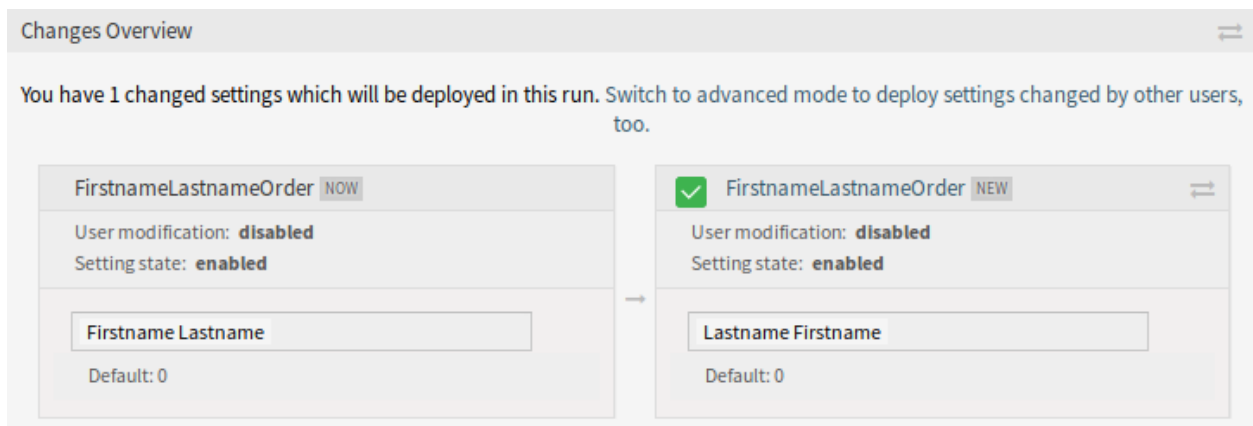 Changes Overview
You have 1 changed settings which will be deployed in this run. Switch to advanced mode to deploy settings changed by other users,
too.
FirstnameLastnameOrder NOW
User modification: disabled
Setting state: enabled
Firstname Lastname
Default: 0
FirstnameLastnameOrder NEW
User modification: disabled
Setting state: enabled
Lastname Firstname
Default: 0